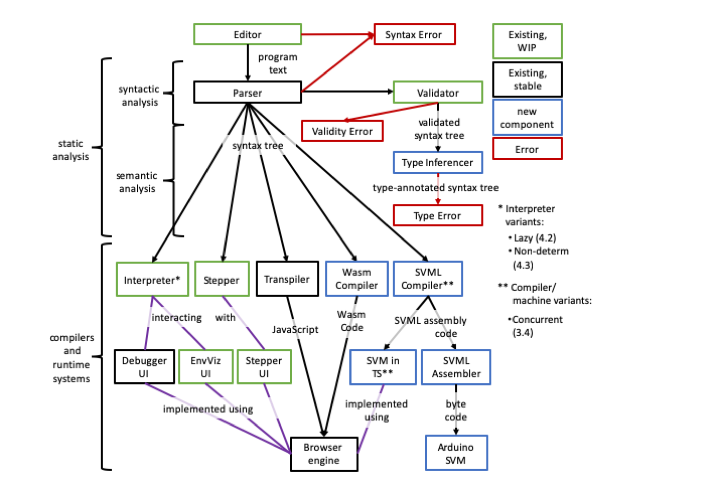 Editor
Syntax Error
Existing,
WIP
program
text
Existing,
stable
syntactic
analysis
Parser
Validator
new
component
Validity Error
validated
syntax tree
static
analysis
syntax tree
Error
Type Inferencer
semantic
analysis
type-annotated syntax tree
Type Error
* Interpreter
variants:
• Lazy (4.2)
• Non-determ
(4.3)
Interpreter*
Stepper
Transpiler
Wasm
Compiler
SVML
Compiler**
** Compiler/
machine variants:
• Concurrent
(3.4)
interacting
with
JavaScript
Wasm
Code
SVML assembly
code
compilers
and
runtime
systems
Debugger
UI
EnvViz
UI
Stepper
UI
SVM in
TS**
SVML
Assembler
implemented using
implemented
using
byte
code
Browser
engine
Arduino
SVM